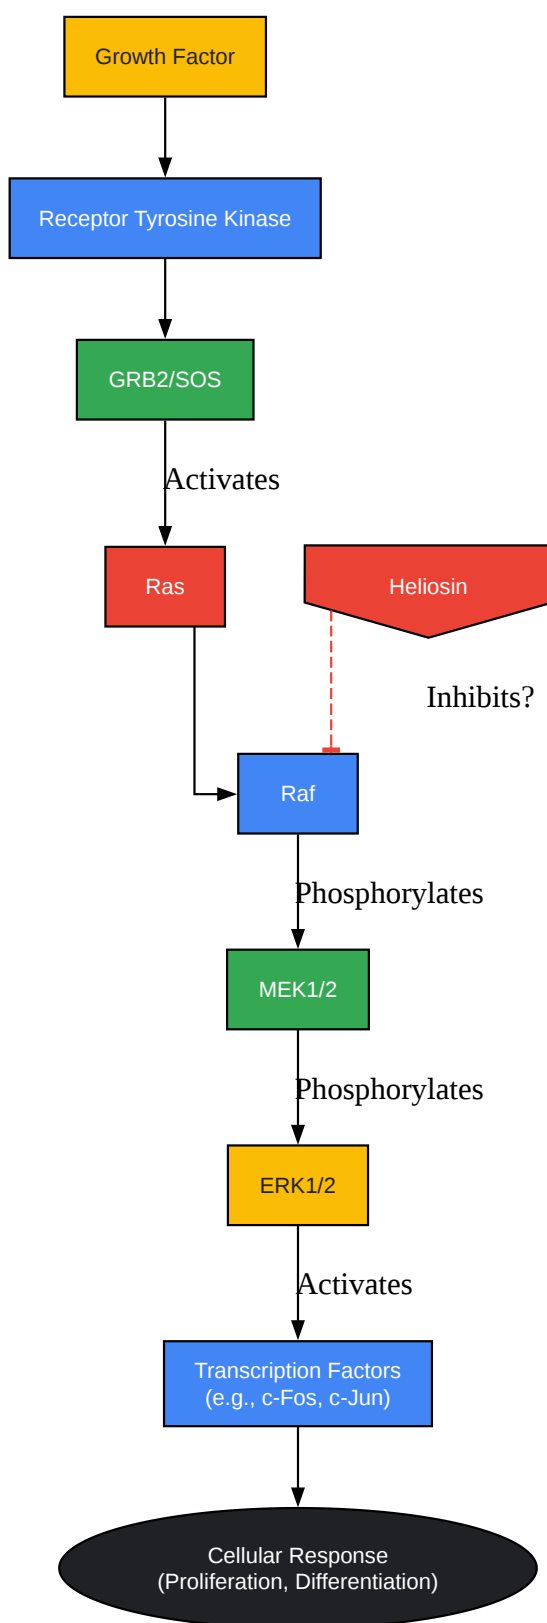 Growth Factor
Receptor Tyrosine Kinase
GRB2/SOS
Activates
Ras
Heliosin
Inhibits?
Raf
Phosphorylates
MEK1/2
Phosphorylates
ERK1/2
Activates
Transcription Factors
(e.g., c-Fos, c-Jun)
Cellular Response
(Proliferation, Differentiation)